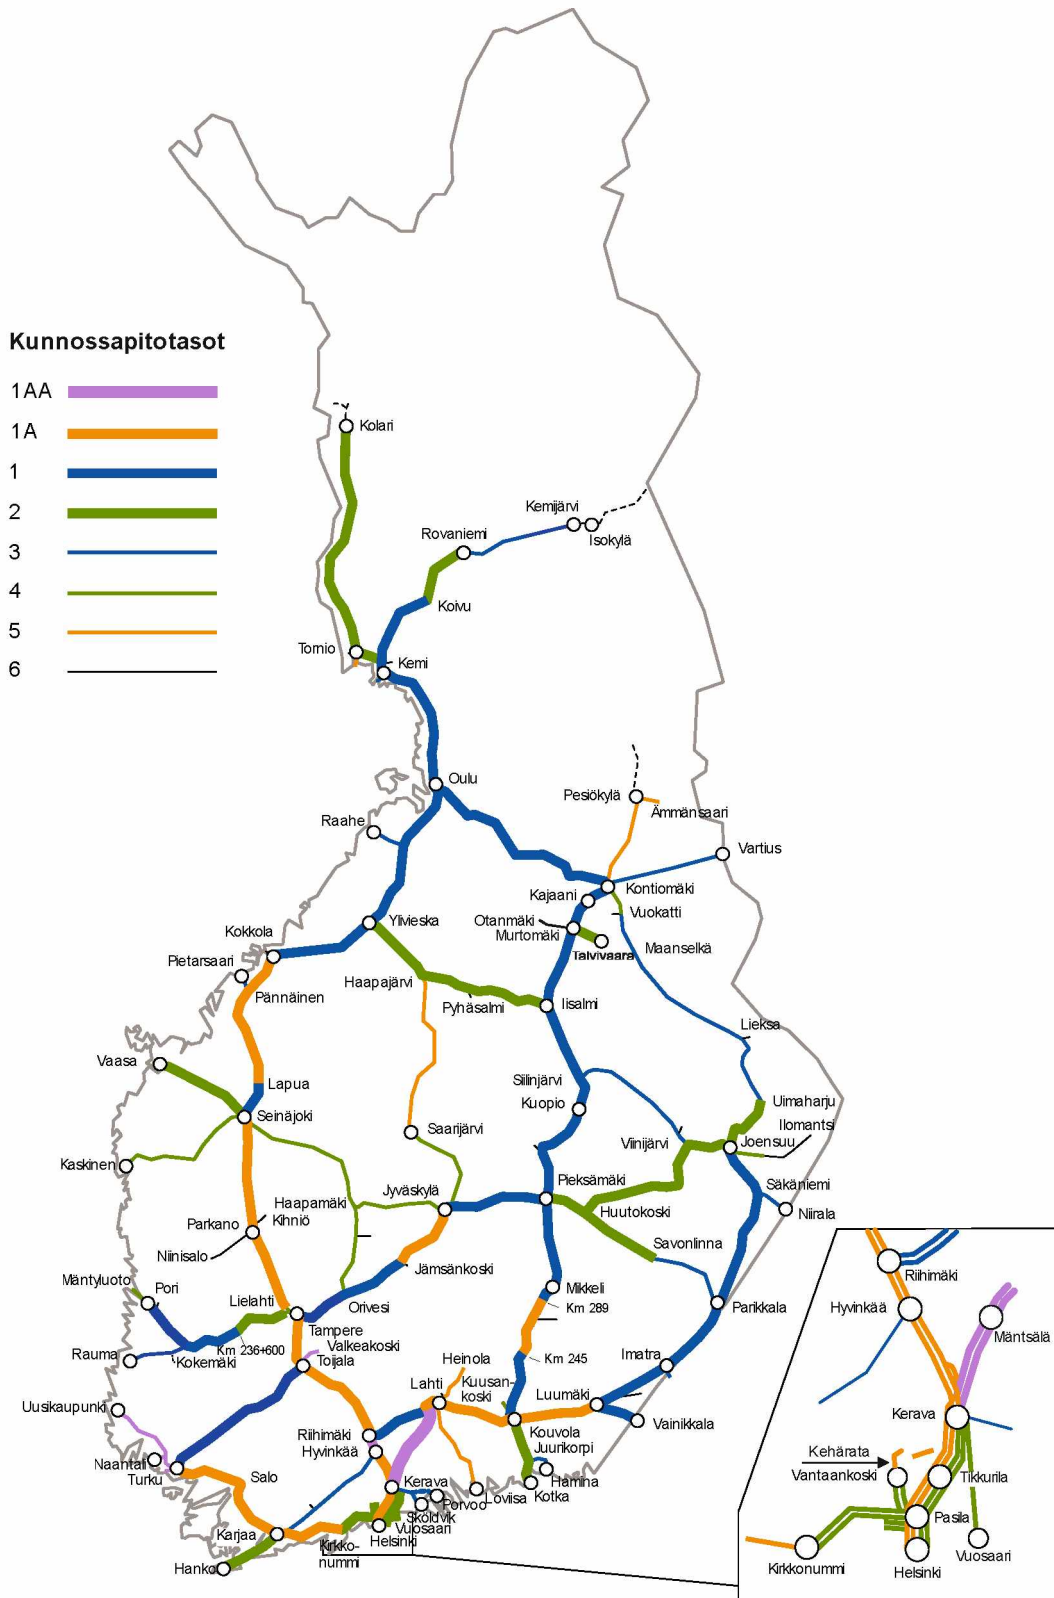 Kunnossapitotasot
1AA
1A
1
2
3
4
5
6
Kolari
Kemijärvi
Isokylä
Rovaniemi
Koivu
Tornio
Kemi
Oulu
Pesiökylä
Ämmänsaari
Raahe
Vartius
Kontiomäki
Kajaani
Vuokatti
Otanmäki
Murtomäki
Talvivaara
Maanselkä
Ylivieska
Kokkola
Pietarsaari
Pännäinen
Haapajärvi
Pyhäsalmi
Iisalmi
Lieksa
Vaasa
Lapua
Siilinjärvi
Kuopio
Seinäjoki
Uimaharju
Ilomantsi
Saarijärvi
Viinijärvi
Joensuu
Kaskinen
Jyväskylä
Pieksämäki
Säkäniemi
Haapamäki
Kihniö
Huutokoski
Niirala
Parkano
Niinisalo
Savonlinna
Jämsänkoski
Mäntyluoto
Pori
Mikkeli
Lielahti
Orivesi
Km 289
Parikkala
Tampere
Valkeakoski
Km 236+600
Rauma
Kokemäki
Toijala
Heinola
Km 245
Imatra
Lahti
Kuusan-
koski
Luumäki
Uusikaupunki
Vainikkala
Riihimäki
Hyvinkää
Kouvola
Juurikorpi
Naantali
Turku
Salo
Kerava
Hamina
Kotka
Loviisa
Porvoo
Sköldvik
Vuosaari
Karjaa
Helsinki
Kirkko-
nummi
Hanko
Riihimäki
Hyvinkää
Mäntsälä
Kerava
Kehärata
Vantaankoski
Tikkurila
Pasila
Kirkkonummi
Helsinki
Vuosaari